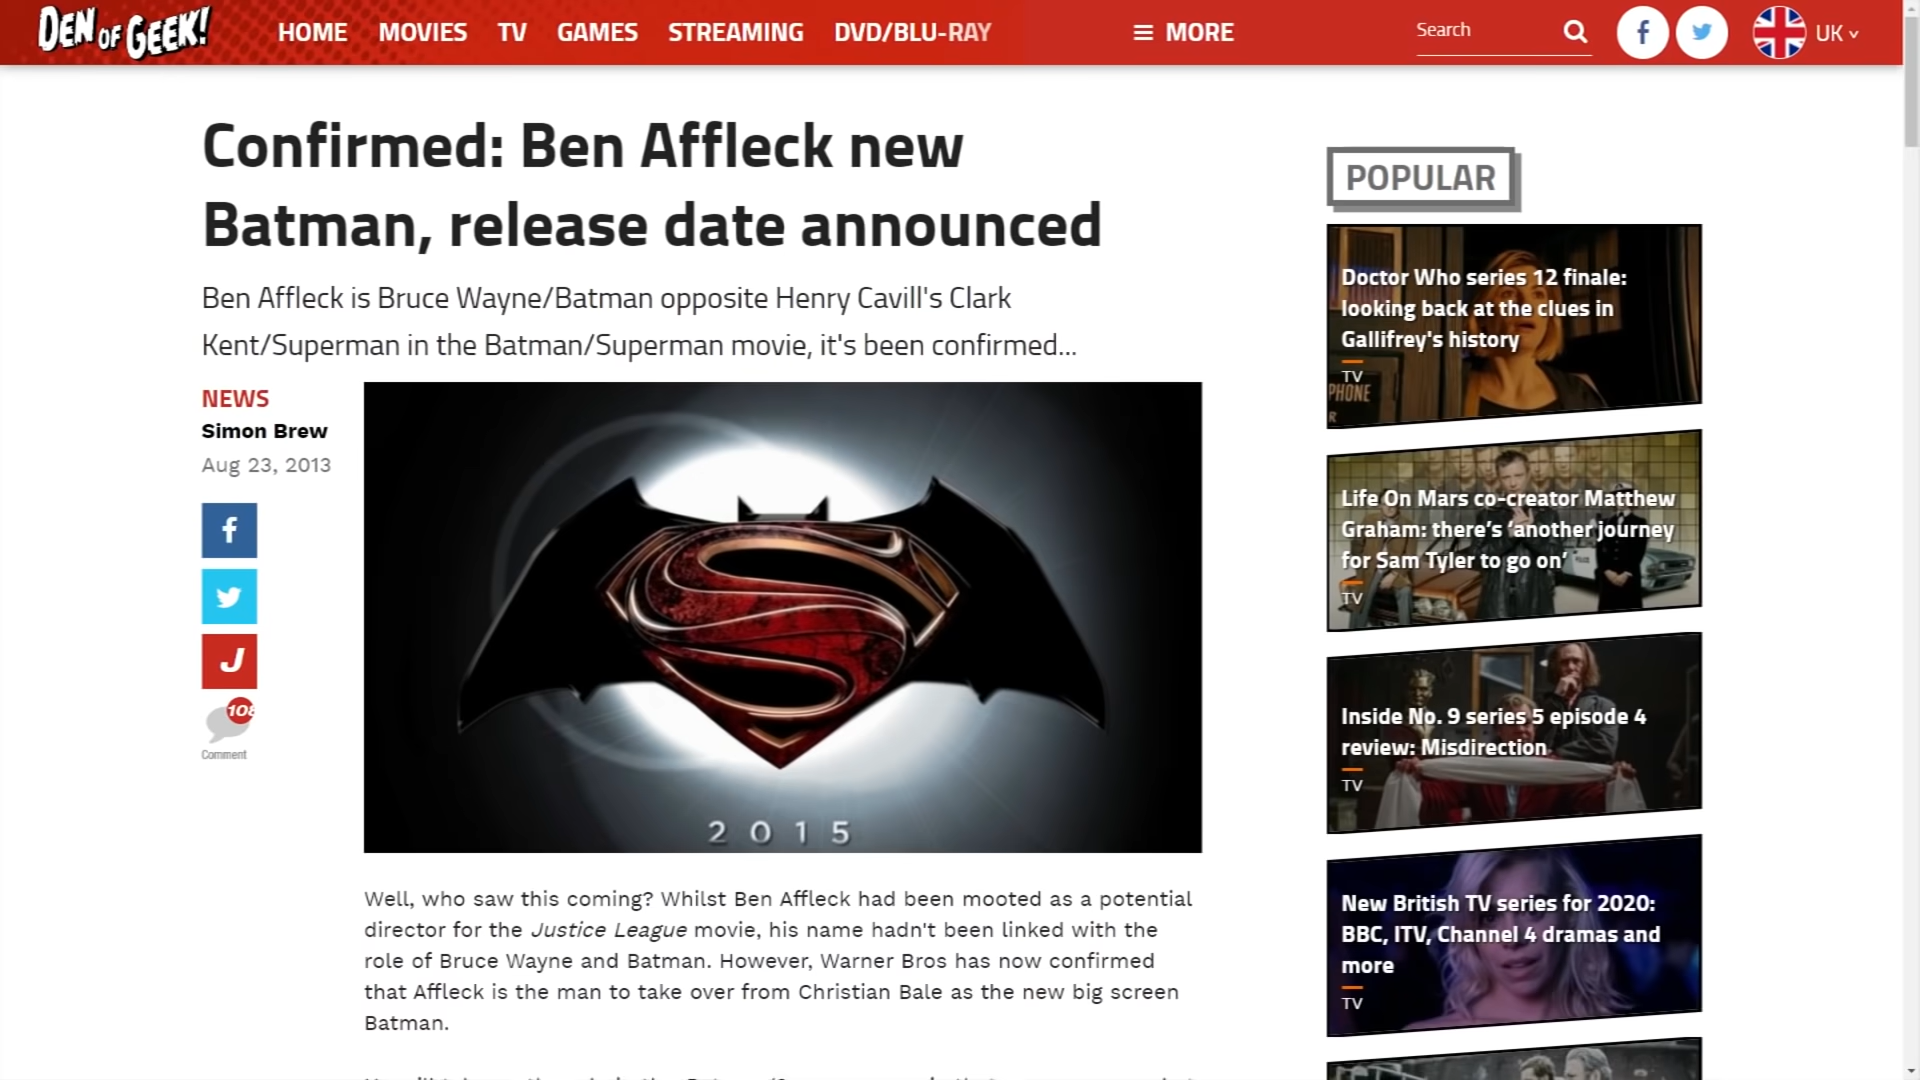 DEN OF GEEK!
HOME MOVIES TV GAMES STREAMING DVD/BLU-RAY MORE Search UK
Confirmed: Ben Affleck new
Batman, release date announced
Ben Affleck is Bruce Wayne/Batman opposite Henry Cavill's Clark
Kent/Superman in the Batman/Superman movie, it's been confirmed...
NEWS
Simon Brew
Aug 23, 2013
108
Comment
2015
Well, who saw this coming? Whilst Ben Affleck had been mooted as a potential
director for the Justice League movie, his name hadn't been linked with the
role of Bruce Wayne and Batman. However, Warner Bros has now confirmed
that Affleck is the man to take over from Christian Bale as the new big screen
Batman.
POPULAR
Doctor Who series 12 finale:
looking back at the clues in
Gallifrey's history
TV
PHONE
Life On Mars co-creator Matthew
Graham: there’s ‘another journey
for Sam Tyler to go on’
TV
Inside No. 9 series 5 episode 4
review: Misdirection
TV
New British TV series for 2020:
BBC, ITV, Channel 4 dramas and
more
TV